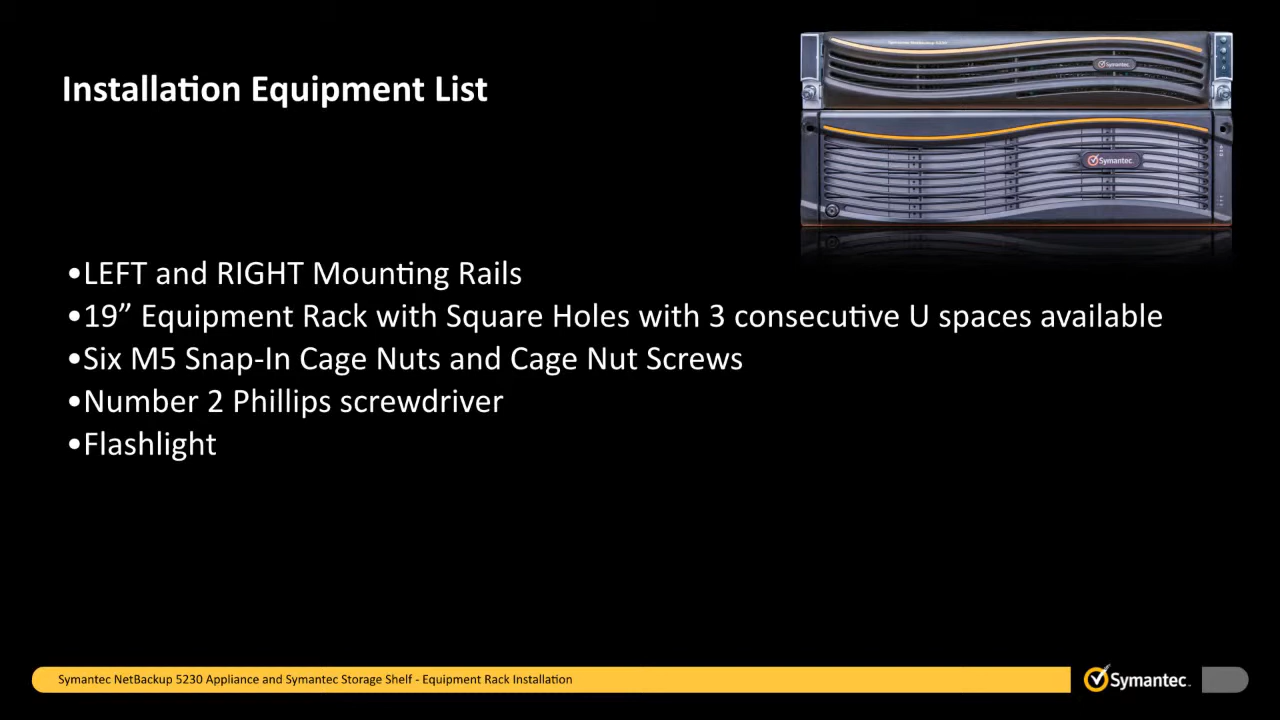 Installation Equipment List
Symantec
Symantec
•LEFT and RIGHT Mounting Rails
•19” Equipment Rack with Square Holes with 3 consecutive U spaces available
•Six M5 Snap-In Cage Nuts and Cage Nut Screws
•Number 2 Phillips screwdriver
•Flashlight
Symantec NetBackup 5230 Appliance and Symantec Storage Shelf - Equipment Rack Installation
Symantec